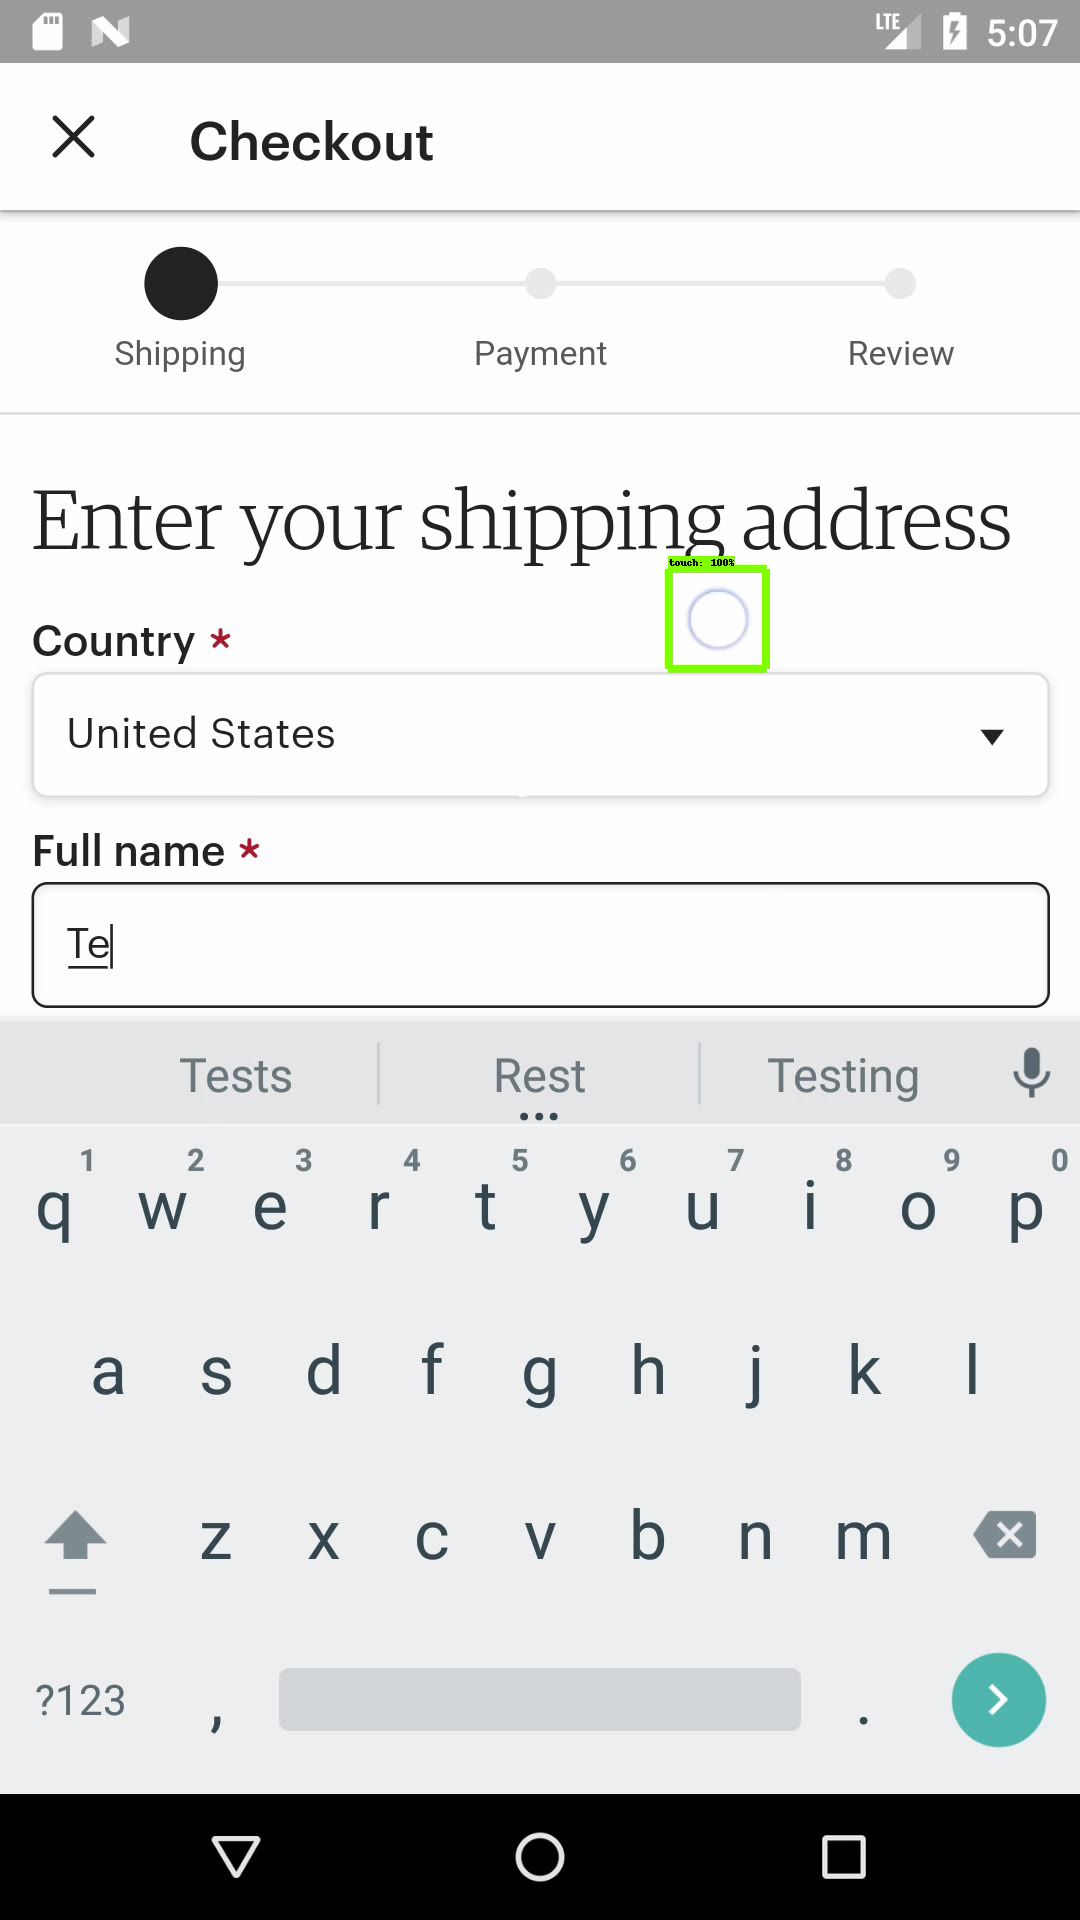 LTE 5:07
Checkout
Shipping Payment Review
Enter your shipping address
touch: 100%
Country *
United States
Full name *
Te
Tests Rest Testing
1 2 3 4 5 6 7 8 9 0
q w e r t y u i o p
a s d f g h j k l
z x c v b n m
?123 , .